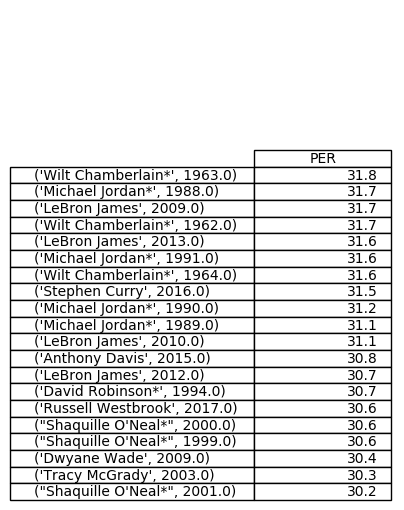 PER
('Wilt Chamberlain*', 1963.0) 31.8
('Michael Jordan*', 1988.0) 31.7
('LeBron James', 2009.0) 31.7
('Wilt Chamberlain*', 1962.0) 31.7
('LeBron James', 2013.0) 31.6
('Michael Jordan*', 1991.0) 31.6
('Wilt Chamberlain*', 1964.0) 31.6
('Stephen Curry', 2016.0) 31.5
('Michael Jordan*', 1990.0) 31.2
('Michael Jordan*', 1989.0) 31.1
('LeBron James', 2010.0) 31.1
('Anthony Davis', 2015.0) 30.8
('LeBron James', 2012.0) 30.7
('David Robinson*', 1994.0) 30.7
('Russell Westbrook', 2017.0) 30.6
("Shaquille O'Neal*", 2000.0) 30.6
("Shaquille O'Neal*", 1999.0) 30.6
('Dwyane Wade', 2009.0) 30.4
('Tracy McGrady', 2003.0) 30.3
("Shaquille O'Neal*", 2001.0) 30.2